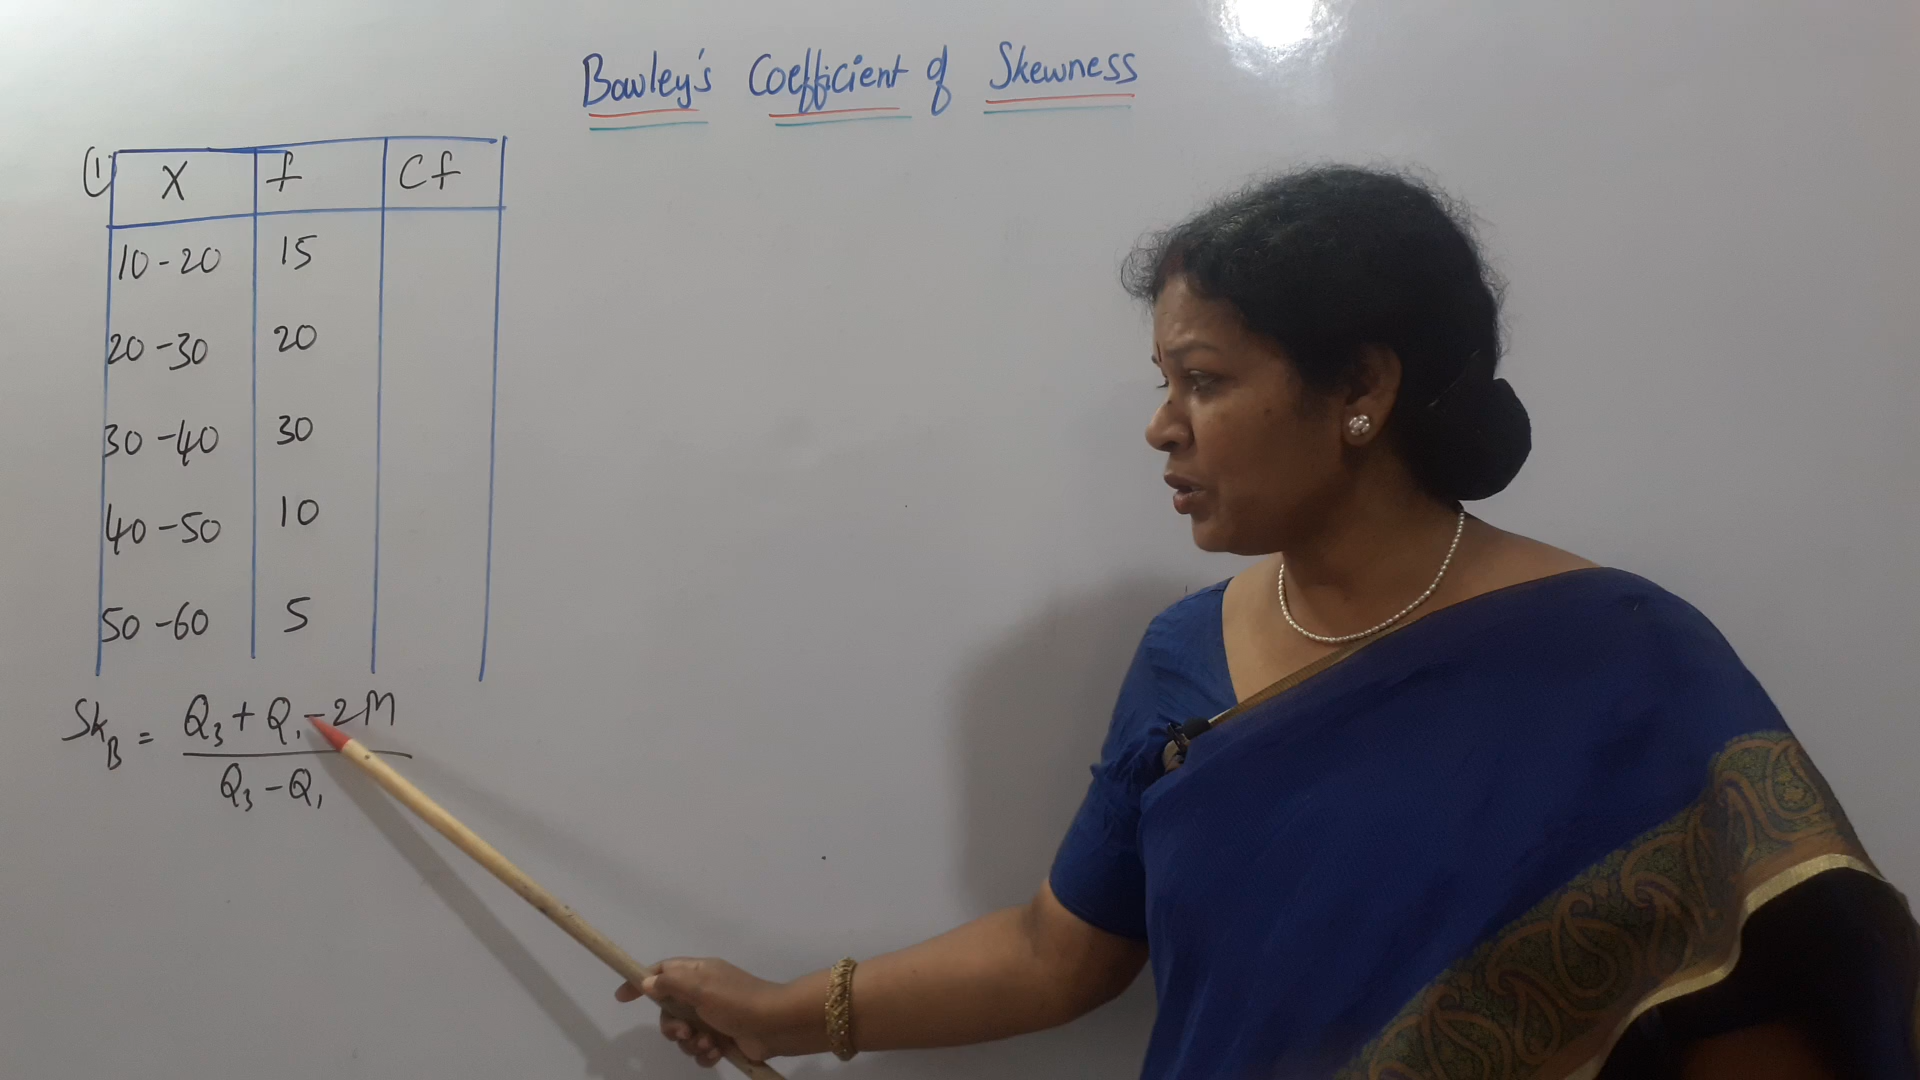 Bowley's Coefficient of Skewness
(1) X f Cf
10-20 15
20-30 20
30-40 30
40-50 10
50-60 5
Sk_B = Q₃ + Q₁ - 2M
Q₃ - Q₁